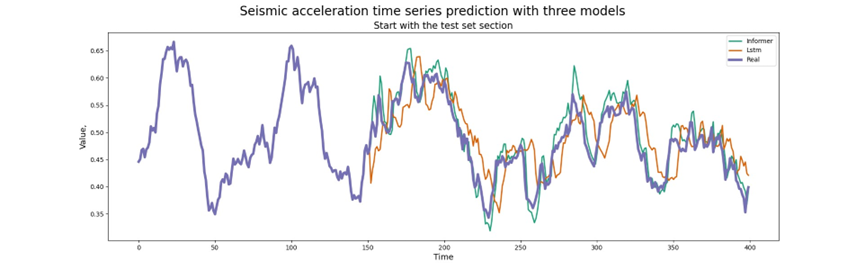 Seismic acceleration time series prediction with three models
Start with the test set section
Informer
Lstm
Real
Value,
0.65
0.60
0.55
0.50
0.45
0.40
0.35
0
50
100
150
200
250
300
350
400
Time